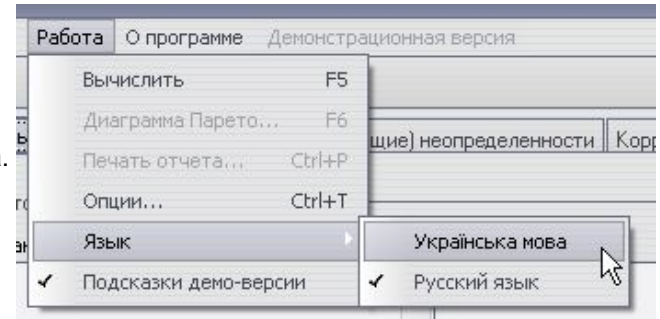 Работа О программе Демонстрационная версия
Вычислить F5
Диаграмма Парето... F6
щие) неопределенности Корр
Печать отчета... Ctrl+P
Опции... Ctrl+T
Язык Українська мова
✓ Подсказки демо-версии ✓ Русский язык